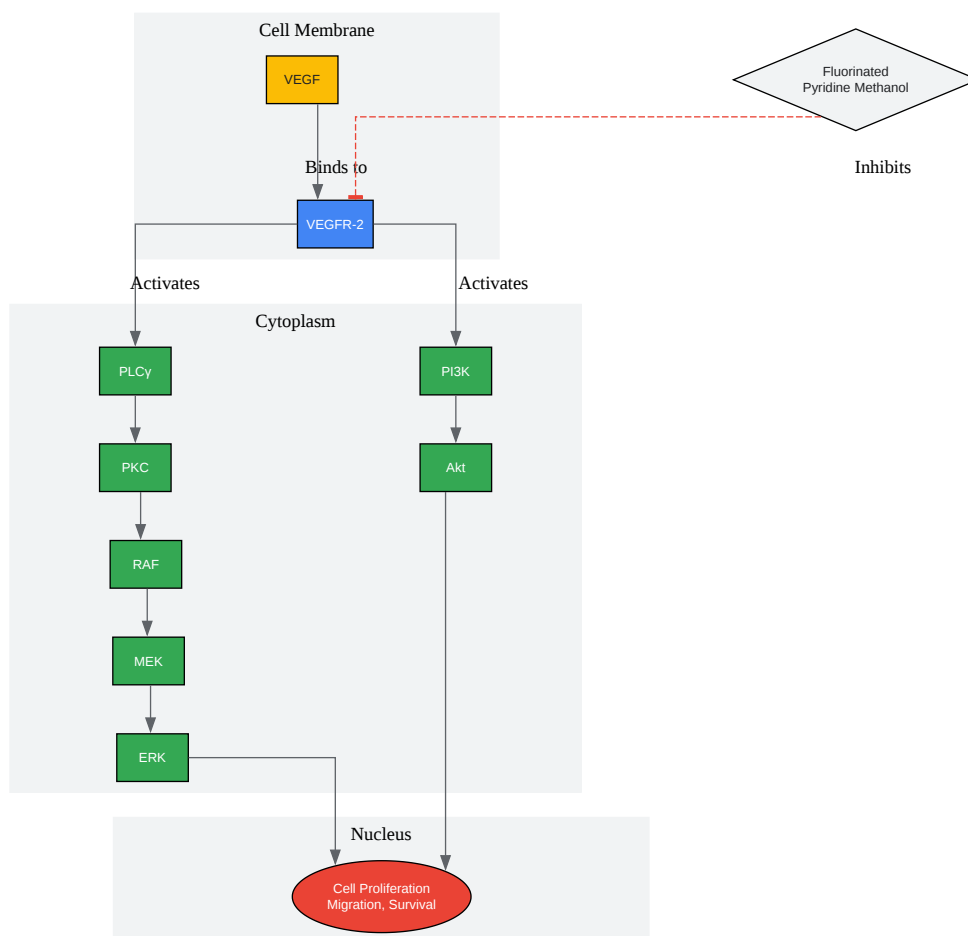 Cell Membrane
VEGF
Fluorinated
Pyridine Methanol
Binds to
Inhibits
VEGFR-2
Activates
Activates
Cytoplasm
PLCγ
PI3K
PKC
Akt
RAF
MEK
ERK
Nucleus
Cell Proliferation
Migration, Survival